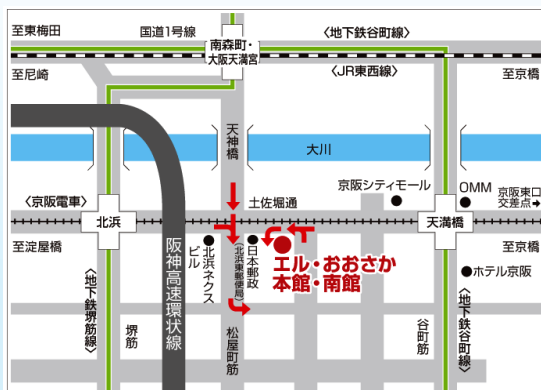 至東梅田
国道1号線
〈地下鉄谷町線〉
南森町・
大阪天満宮
至尼崎
〈JR東西線〉
至京橋
天神橋
大川
京阪シティモール
OMM
京阪東口
交差点➡
〈京阪電車〉
土佐堀通
北浜
天満橋
至淀屋橋
至京橋
阪神高速環状線
北浜ネクス
ビル
日本郵政
(北浜東郵便局)
エル・おおさか
本館・南館
ホテル京阪
〈地下鉄堺筋線〉
堺筋
松屋町筋
谷町筋
〈地下鉄谷町線〉